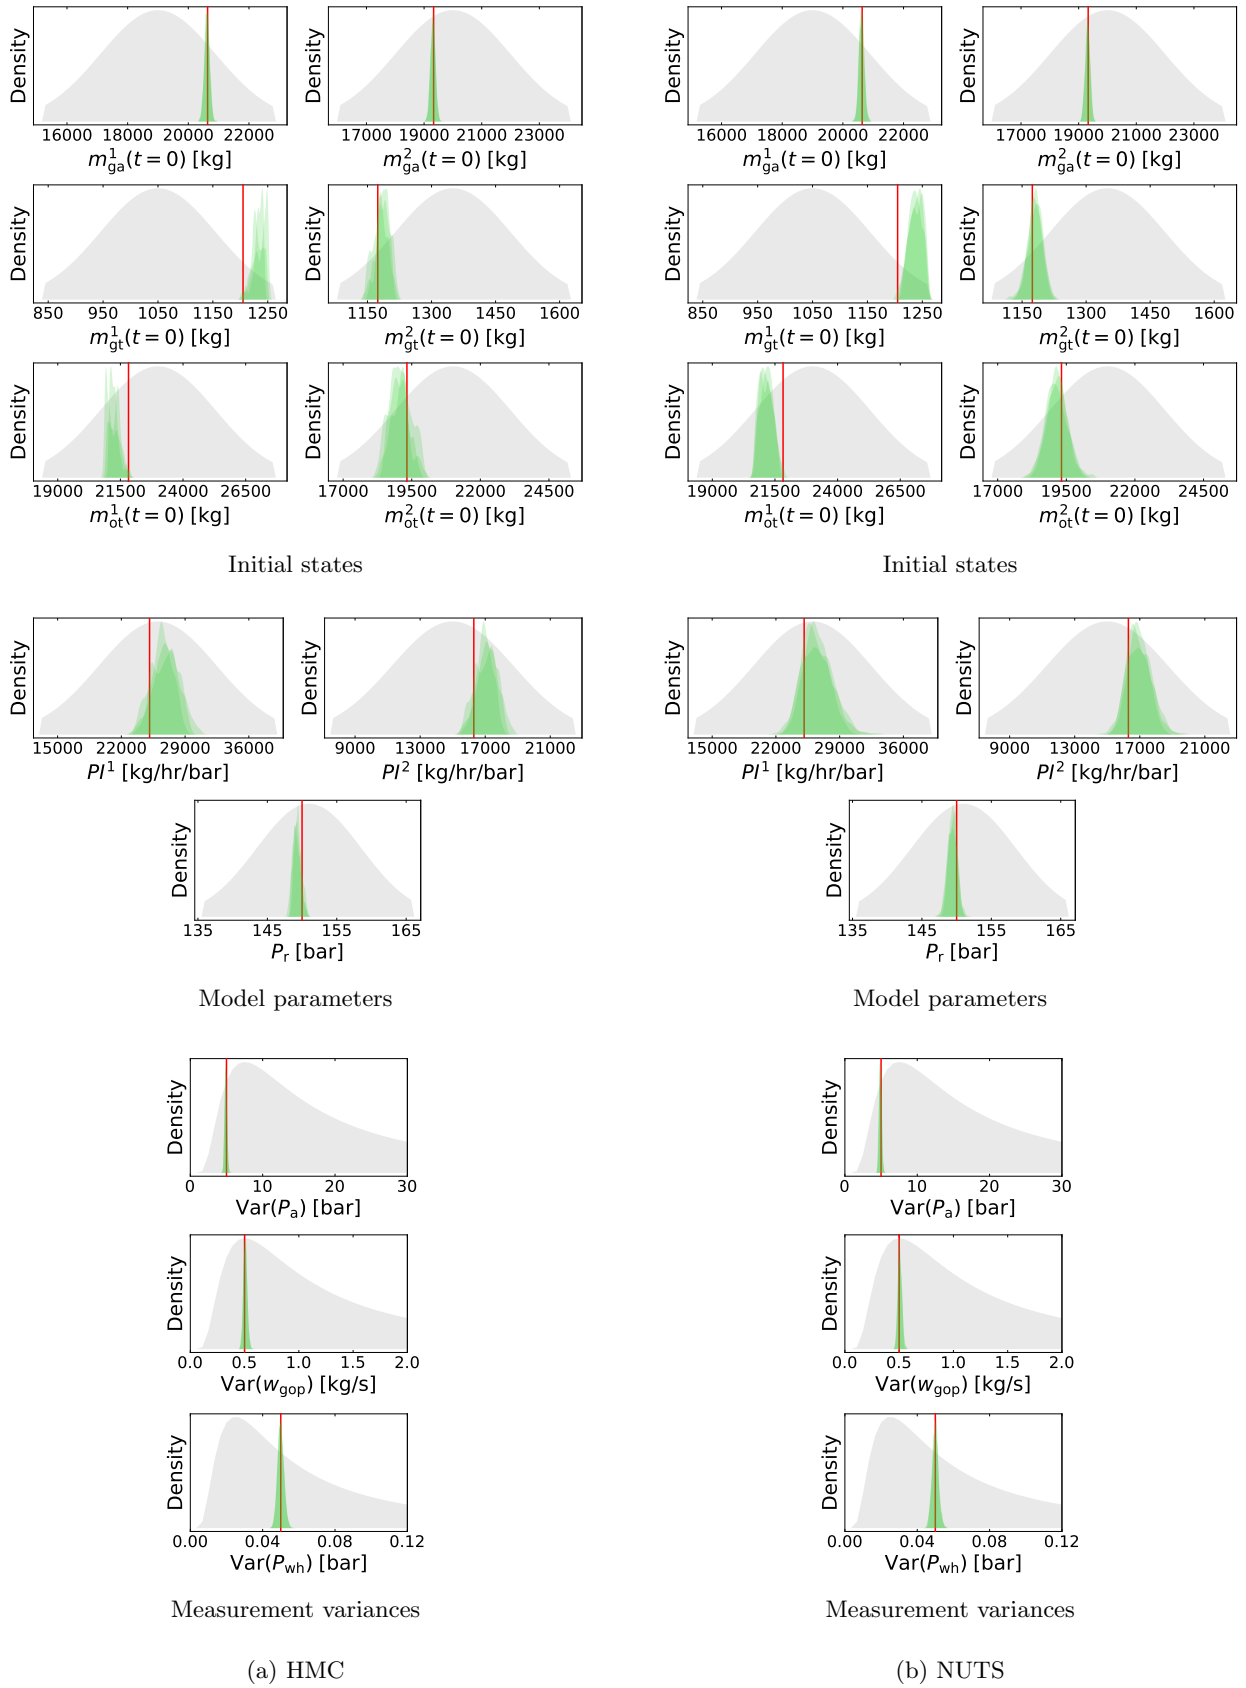 Density
16000 18000 20000 22000
m¹ga(t = 0) [kg]
Density
17000 19000 21000 23000
m²ga(t = 0) [kg]
Density
850 950 1050 1150 1250
m¹gt(t = 0) [kg]
Density
1150 1300 1450 1600
m²gt(t = 0) [kg]
Density
19000 21500 24000 26500
m¹ot(t = 0) [kg]
Density
17000 19500 22000 24500
m²ot(t = 0) [kg]
Initial states
Density
15000 22000 29000 36000
PI¹ [kg/hr/bar]
Density
9000 13000 17000 21000
PI² [kg/hr/bar]
Density
135 145 155 165
Pr [bar]
Model parameters
Density
0 10 20 30
Var(Pa) [bar]
Density
0.0 0.5 1.0 1.5 2.0
Var(wgop) [kg/s]
Density
0.00 0.04 0.08 0.12
Var(Pwh) [bar]
Measurement variances
(a) HMC
Density
16000 18000 20000 22000
m¹ga(t = 0) [kg]
Density
17000 19000 21000 23000
m²ga(t = 0) [kg]
Density
850 950 1050 1150 1250
m¹gt(t = 0) [kg]
Density
1150 1300 1450 1600
m²gt(t = 0) [kg]
Density
19000 21500 24000 26500
m¹ot(t = 0) [kg]
Density
17000 19500 22000 24500
m²ot(t = 0) [kg]
Initial states
Density
15000 22000 29000 36000
PI¹ [kg/hr/bar]
Density
9000 13000 17000 21000
PI² [kg/hr/bar]
Density
135 145 155 165
Pr [bar]
Model parameters
Density
0 10 20 30
Var(Pa) [bar]
Density
0.0 0.5 1.0 1.5 2.0
Var(wgop) [kg/s]
Density
0.00 0.04 0.08 0.12
Var(Pwh) [bar]
Measurement variances
(b) NUTS